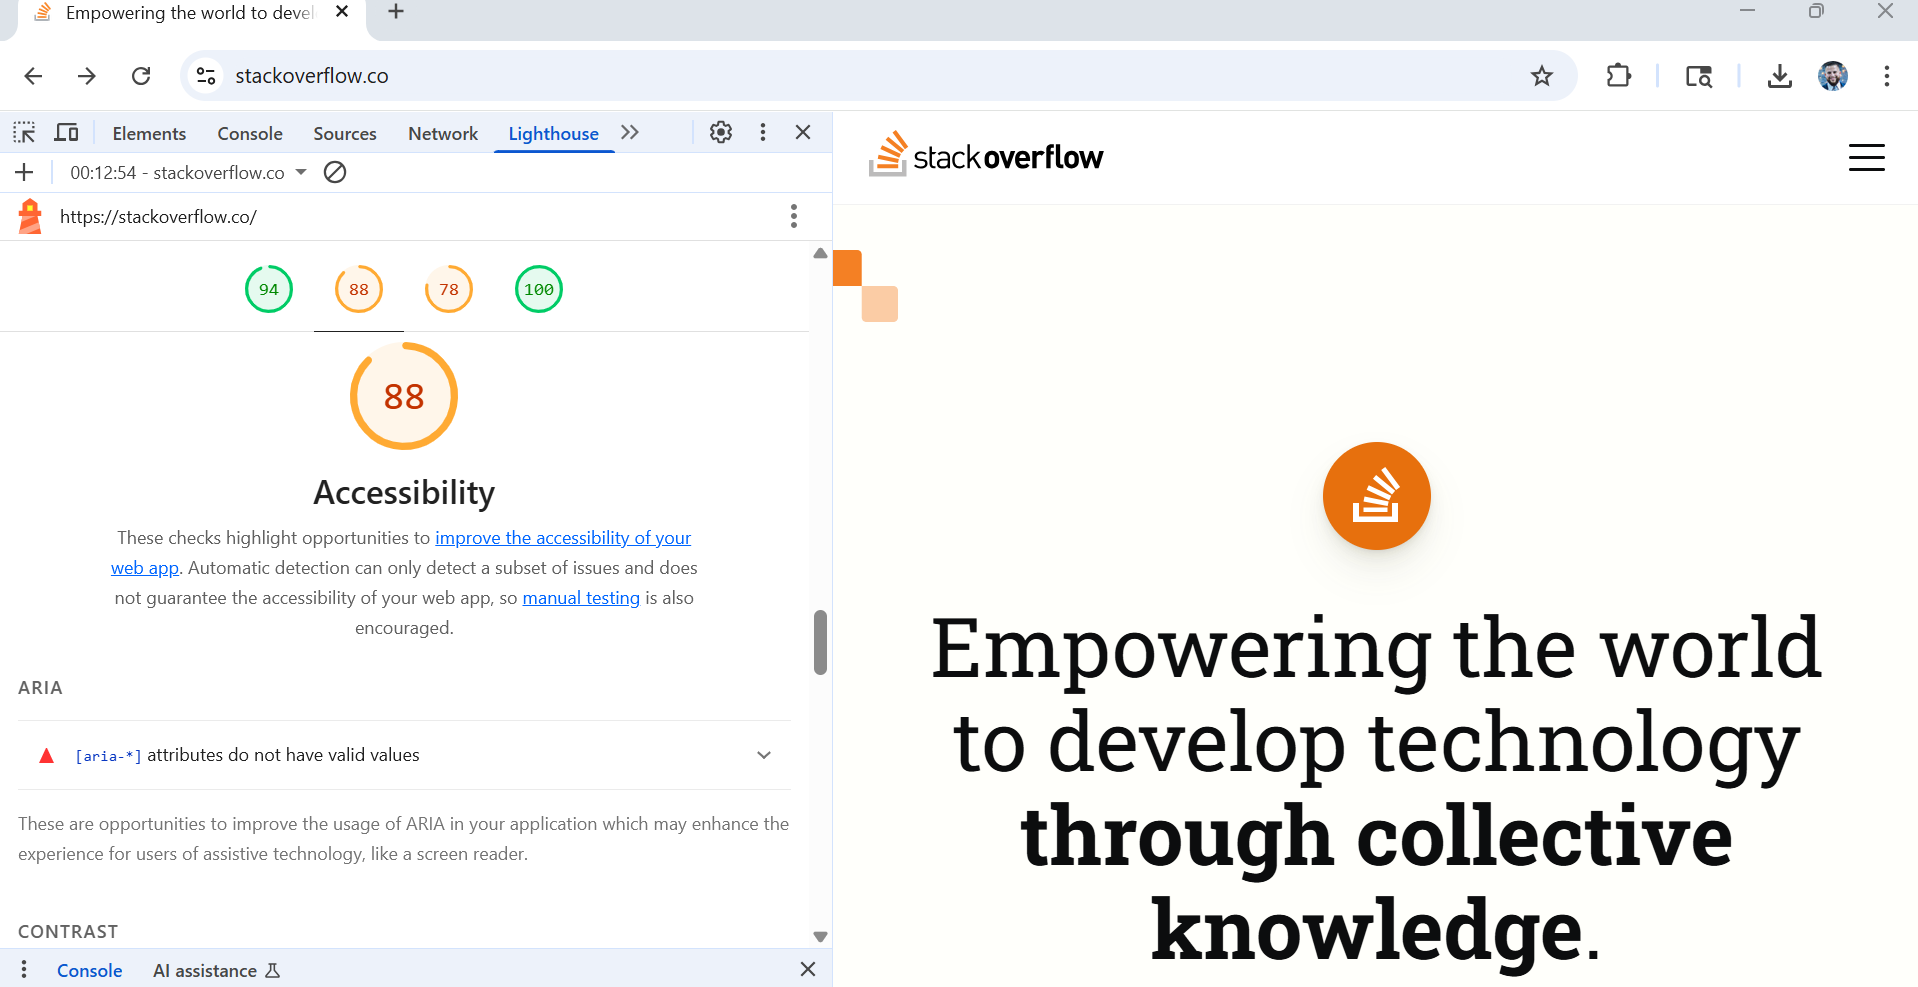 Empowering the world to devel
stackoverflow.co
Elements Console Sources Network Lighthouse
00:12:54 - stackoverflow.co
https://stackoverflow.co/
94 88 78 100
88
Accessibility
These checks highlight opportunities to improve the accessibility of your
web app. Automatic detection can only detect a subset of issues and does
not guarantee the accessibility of your web app, so manual testing is also
encouraged.
ARIA
[aria-*] attributes do not have valid values
These are opportunities to improve the usage of ARIA in your application which may enhance the
experience for users of assistive technology, like a screen reader.
CONTRAST
Console AI assistance
stackoverflow
Empowering the world
to develop technology
through collective
knowledge.